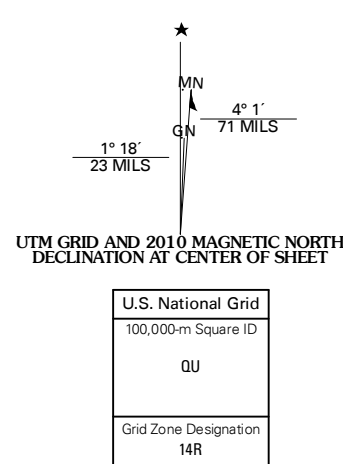 MN
4° 1´
71 MILS
GN
1° 18´
23 MILS
UTM GRID AND 2010 MAGNETIC NORTH
DECLINATION AT CENTER OF SHEET
U.S. National Grid
100,000-m Square ID
QU
Grid Zone Designation
14R